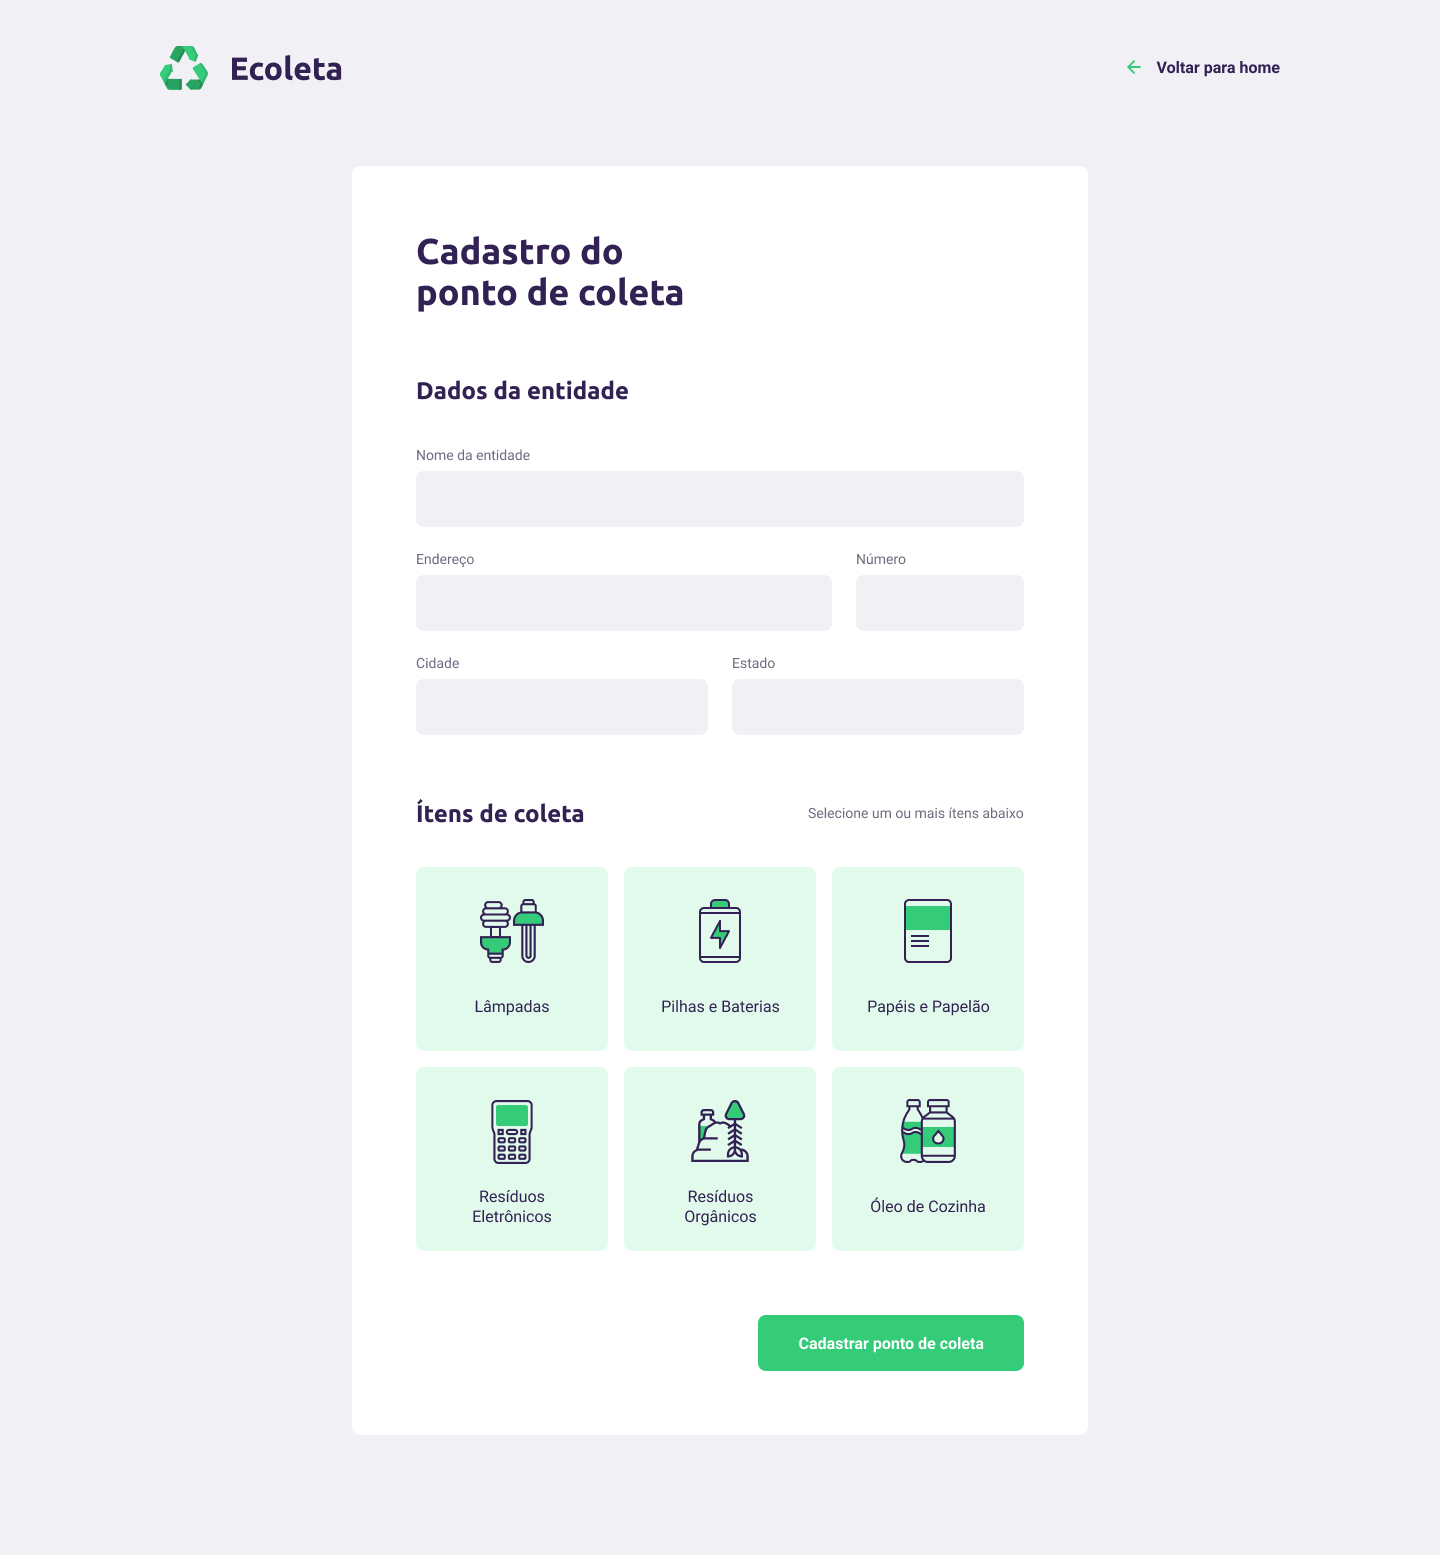 Ecoleta
Voltar para home
Cadastro do
ponto de coleta
Dados da entidade
Nome da entidade
Endereço
Número
Cidade
Estado
Ítens de coleta
Selecione um ou mais ítens abaixo
Lâmpadas
Pilhas e Baterias
Papéis e Papelão
Resíduos
Eletrônicos
Resíduos
Orgânicos
Óleo de Cozinha
Cadastrar ponto de coleta